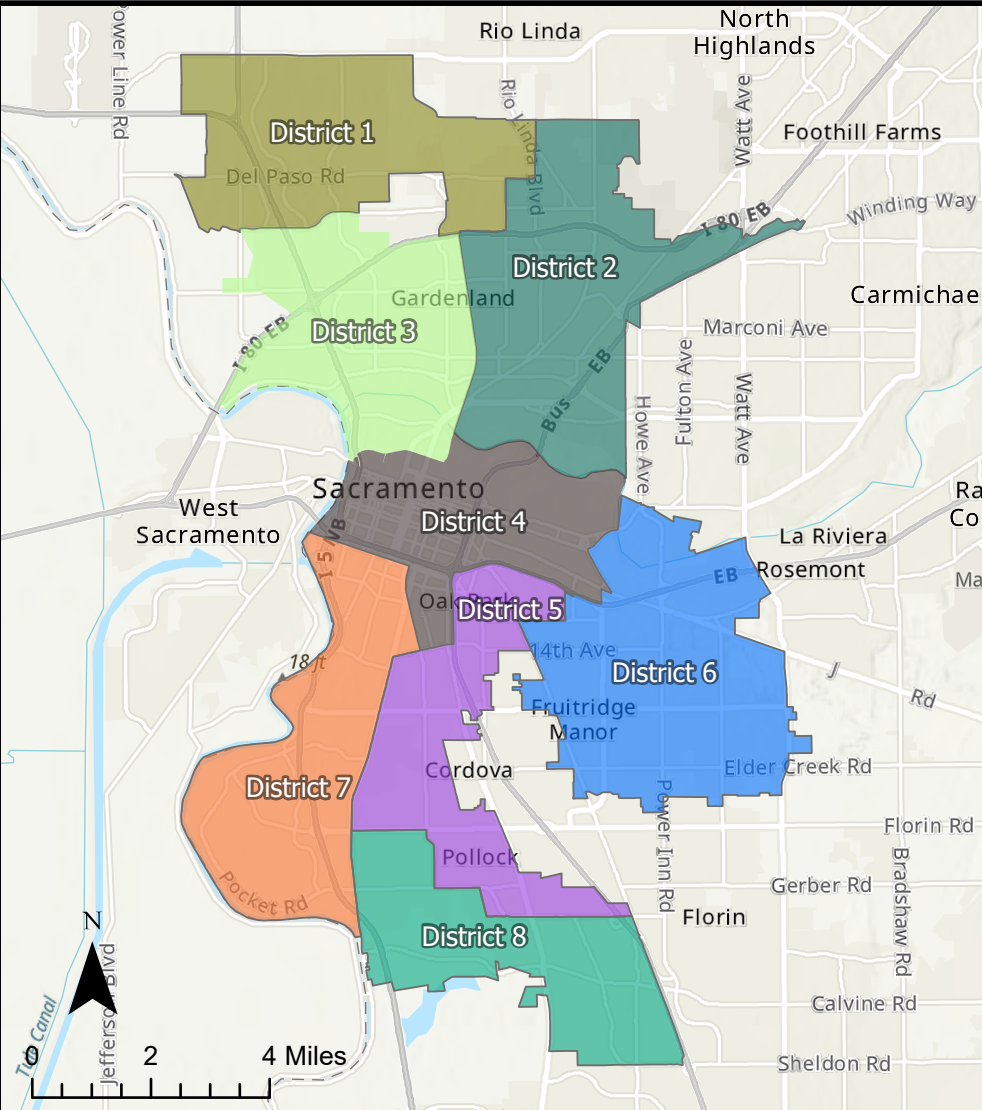 Power Line Rd
Rio Linda
North
Highlands
Rio Linda Blvd
Watt Ave
Foothill Farms
District 1
Del Paso Rd
I 80 EB
Winding Way
District 2
Gardenland
Carmichae
District 3
I 80 EB
Marconi Ave
Bus
EB
Fulton Ave
Watt Ave
Howe Ave
Sacramento
West
Sacramento
District 4
I 5 NB
Ra
Co
La Riviera
EB
Rosemont
Ma
Oak Park
District 5
14th Ave
18 ft
District 6
J
Rd
Fruitridge
Manor
Cordova
Elder Creek Rd
District 7
Power Inn Rd
Florin Rd
Pollock
Bradshaw Rd
Gerber Rd
Pocket Rd
Florin
N
District 8
Jefferson Blvd
Calvine Rd
Canal
0
2
4 Miles
Sheldon Rd